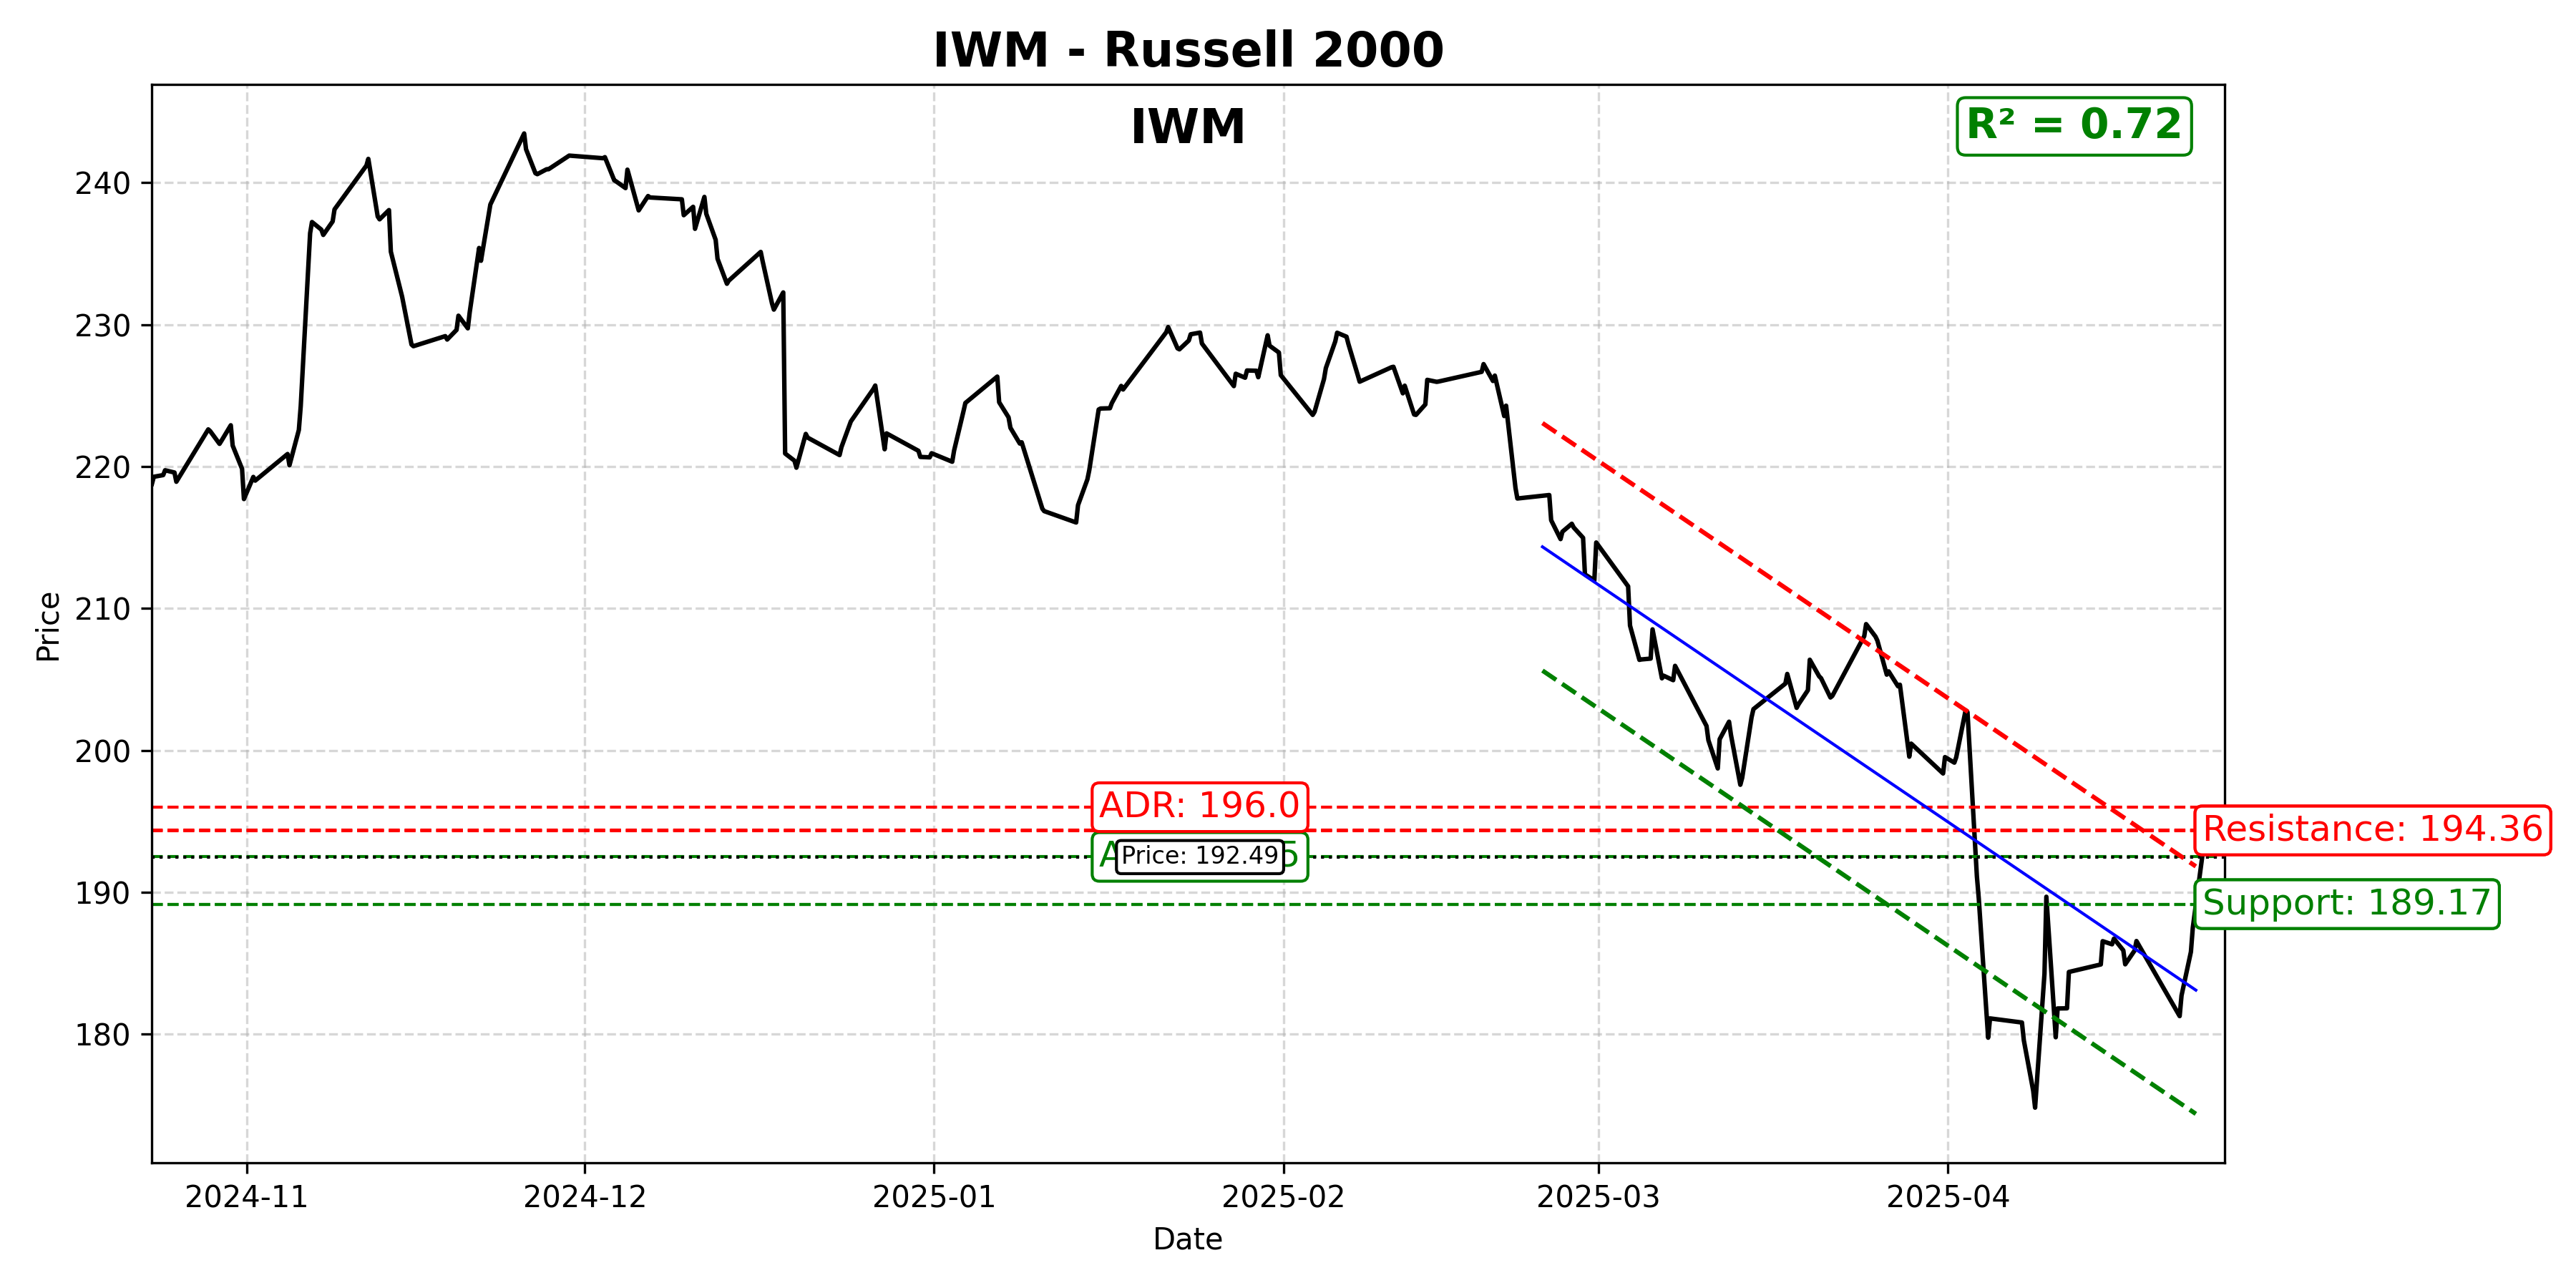 IWM - Russell 2000
IWM
R² = 0.72
Price
240
230
220
210
200
190
180
ADR: 196.0
Price: 192.49
Resistance: 194.36
Support: 189.17
2024-11
2024-12
2025-01
2025-02
2025-03
2025-04
Date